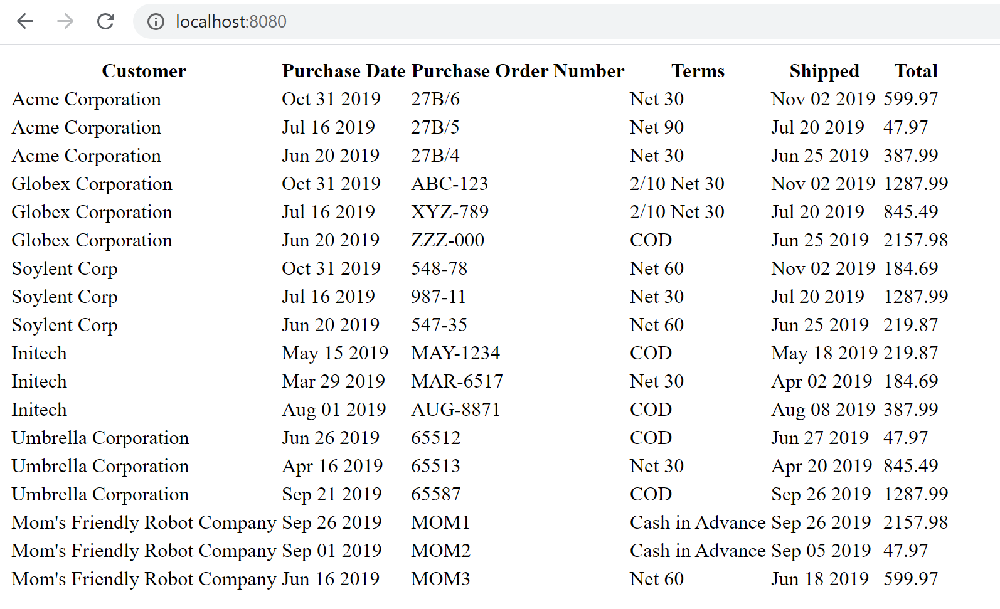 localhost:8080
Customer Purchase Date Purchase Order Number Terms Shipped Total
Acme Corporation Oct 31 2019 27B/6 Net 30 Nov 02 2019 599.97
Acme Corporation Jul 16 2019 27B/5 Net 90 Jul 20 2019 47.97
Acme Corporation Jun 20 2019 27B/4 Net 30 Jun 25 2019 387.99
Globex Corporation Oct 31 2019 ABC-123 2/10 Net 30 Nov 02 2019 1287.99
Globex Corporation Jul 16 2019 XYZ-789 2/10 Net 30 Jul 20 2019 845.49
Globex Corporation Jun 20 2019 ZZZ-000 COD Jun 25 2019 2157.98
Soylent Corp Oct 31 2019 548-78 Net 60 Nov 02 2019 184.69
Soylent Corp Jul 16 2019 987-11 Net 30 Jul 20 2019 1287.99
Soylent Corp Jun 20 2019 547-35 Net 60 Jun 25 2019 219.87
Initech May 15 2019 MAY-1234 COD May 18 2019 219.87
Initech Mar 29 2019 MAR-6517 Net 30 Apr 02 2019 184.69
Initech Aug 01 2019 AUG-8871 COD Aug 08 2019 387.99
Umbrella Corporation Jun 26 2019 65512 COD Jun 27 2019 47.97
Umbrella Corporation Apr 16 2019 65513 Net 30 Apr 20 2019 845.49
Umbrella Corporation Sep 21 2019 65587 COD Sep 26 2019 1287.99
Mom's Friendly Robot Company Sep 26 2019 MOM1 Cash in Advance Sep 26 2019 2157.98
Mom's Friendly Robot Company Sep 01 2019 MOM2 Cash in Advance Sep 05 2019 47.97
Mom's Friendly Robot Company Jun 16 2019 MOM3 Net 60 Jun 18 2019 599.97